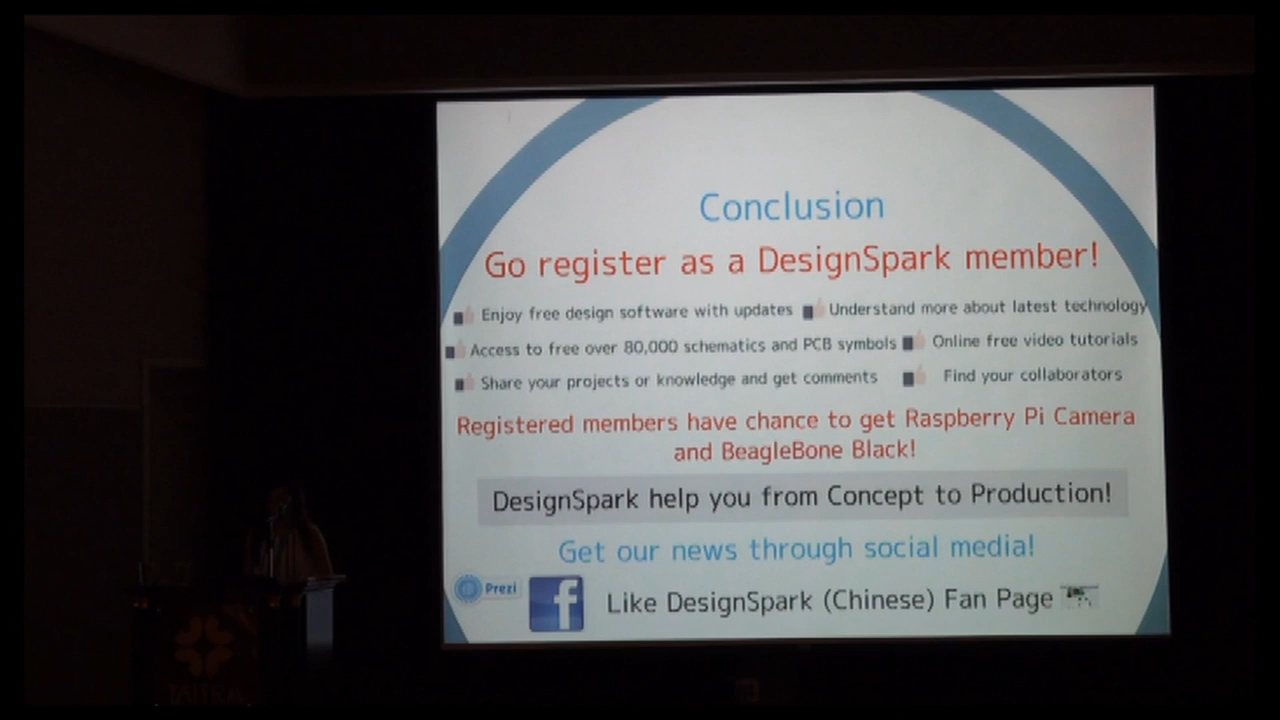 Conclusion
Go register as a DesignSpark member!
Enjoy free design software with updates Understand more about latest technology
Access to free over 80,000 schematics and PCB symbols Online free video tutorials
Share your projects or knowledge and get comments Find your collaborators
Registered members have chance to get Raspberry Pi Camera
and BeagleBone Black!
DesignSpark help you from Concept to Production!
Get our news through social media!
Prezi
f Like DesignSpark (Chinese) Fan Page